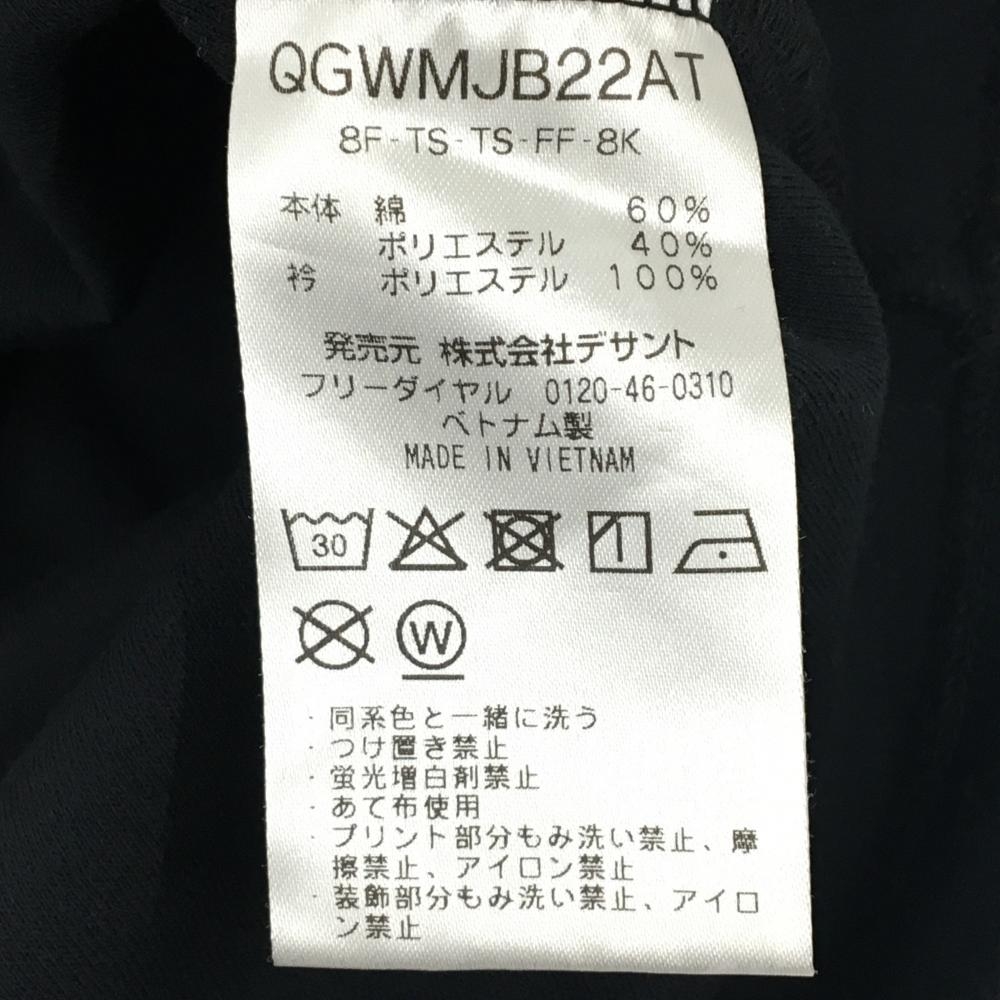 QGWMJB22AT
8F-TS-TS-FF-8K
本体 綿 60%
ポリエステル 40%
衿 ポリエステル 100%
発売元 株式会社デサント
フリーダイヤル 0120-46-0310
ベトナム製
MADE IN VIETNAM
30
W
・同系色と一緒に洗う
・つけ置き禁止
・蛍光増白剤禁止
・あて布使用
・プリント部分もみ洗い禁止、摩
擦禁止、アイロン禁止
・装飾部分もみ洗い禁止、アイロ
ン禁止